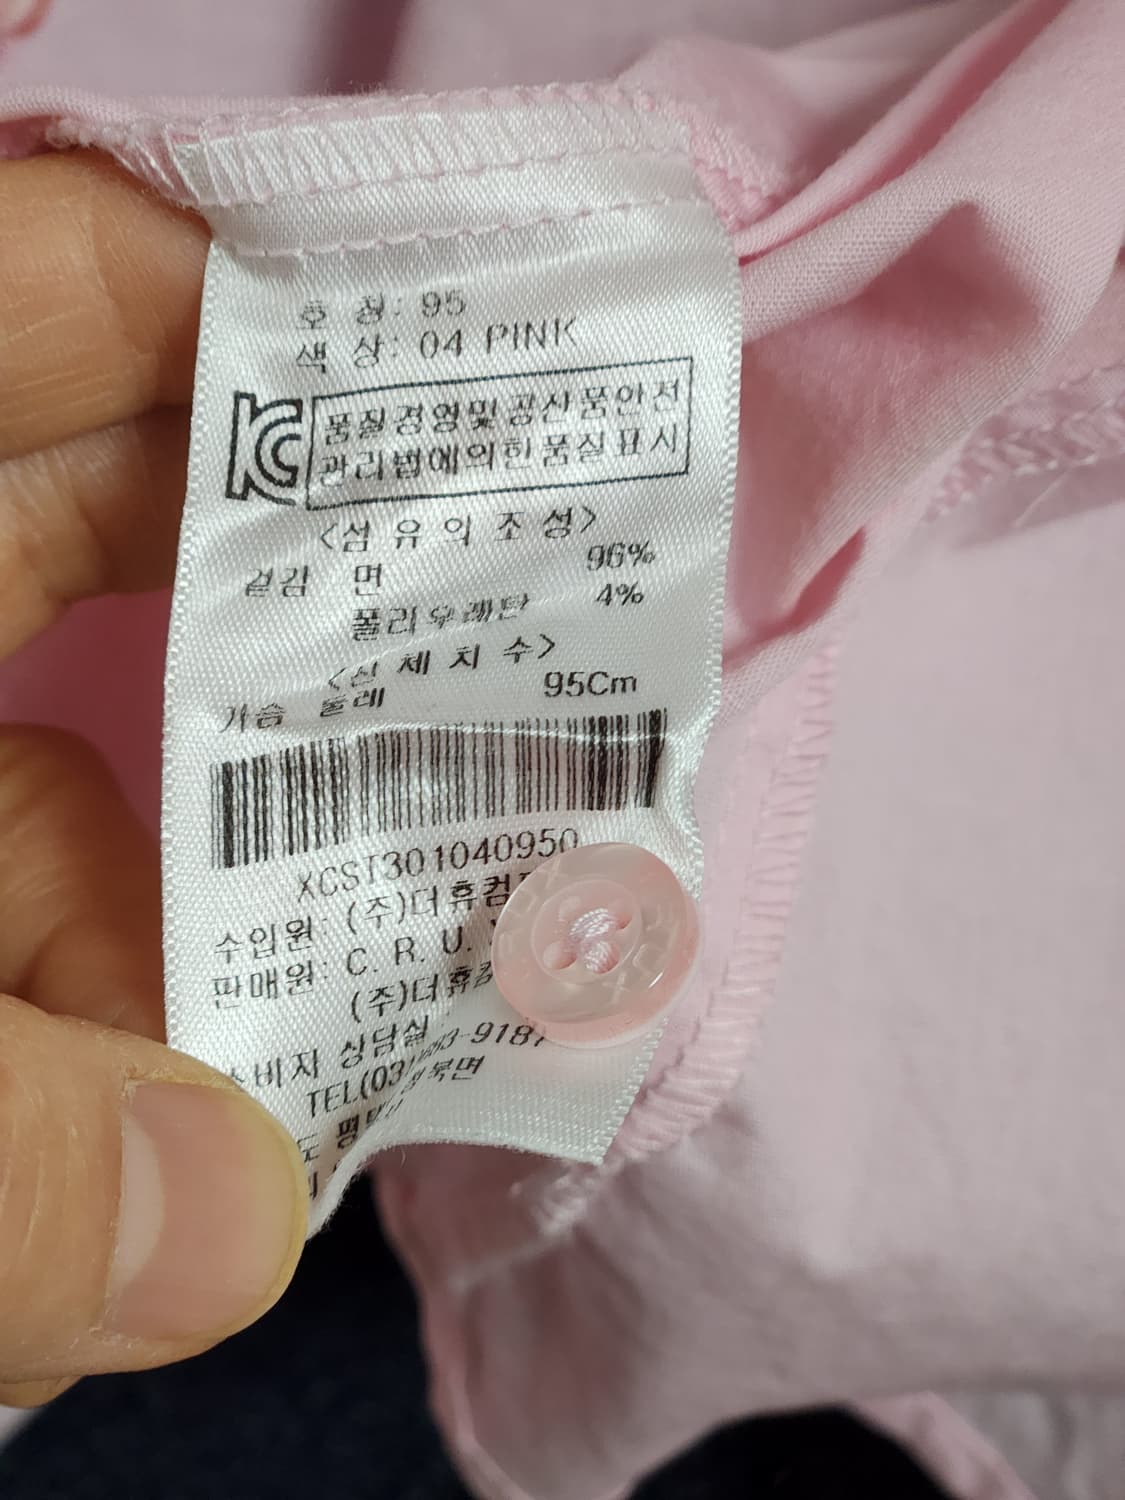 호 칭: 95
색 상: 04 PINK
KC
품질경영및공산품안전
관리법에의한품질표시
<섬 유 의 조 성>
겉감 면 96%
폴리우레탄 4%
<신 체 치 수>
가슴 둘레 95Cm
XCST301040950
수입원: (주)더휴컴
판매원: C. R. U.
(주)더휴컴
소비자 상담실
TEL(03 -9187